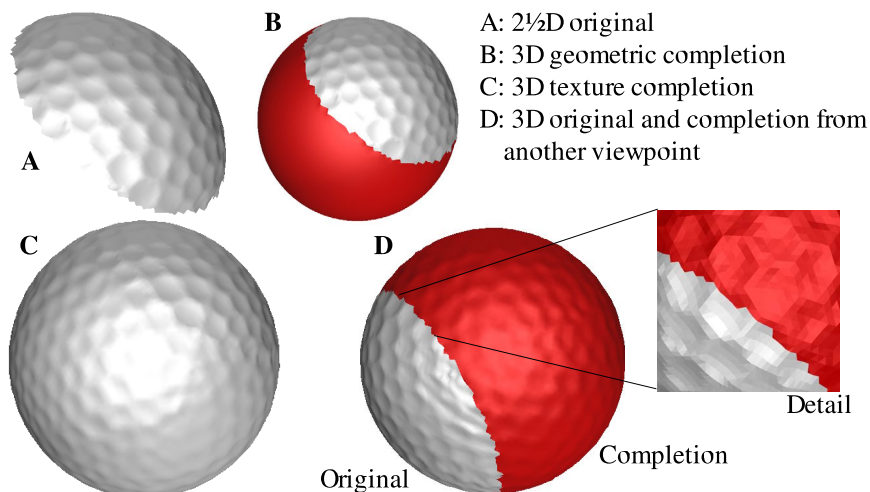 A: 2½D original
B: 3D geometric completion
C: 3D texture completion
D: 3D original and completion from
another viewpoint
A
B
C
D
Detail
Completion
Original